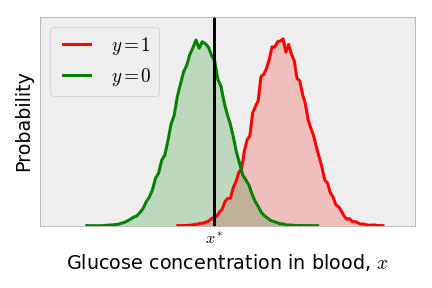 y = 1
y = 0
Probability
x*
Glucose concentration in blood, x